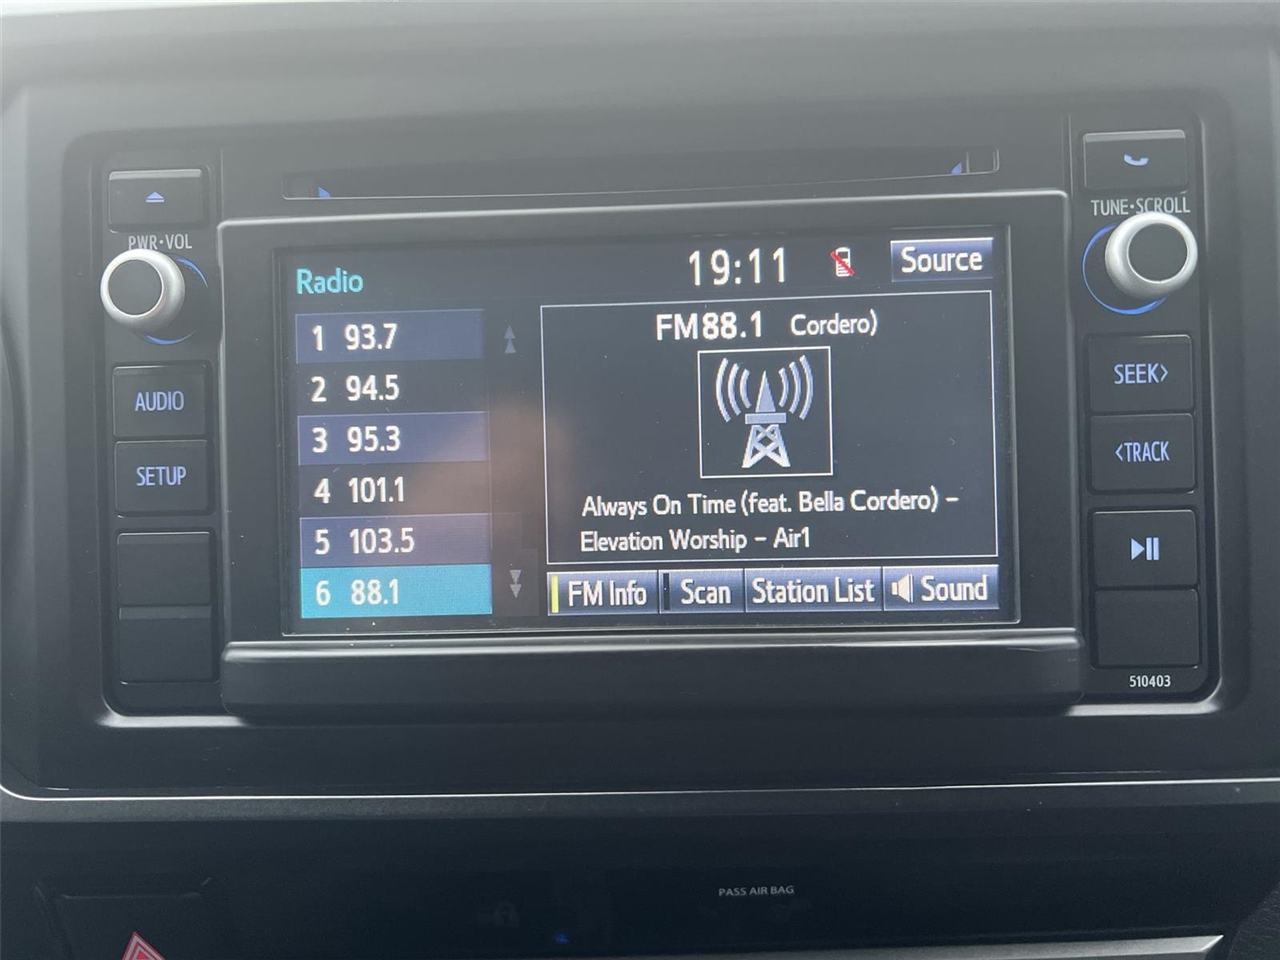 PWR•VOL
AUDIO
SETUP
Radio
19:11
Source
1 93.7
2 94.5
3 95.3
4 101.1
5 103.5
6 88.1
FM88.1 Cordero)
Always On Time (feat. Bella Cordero) –
Elevation Worship – Air1
FM Info
Scan
Station List
Sound
TUNE•SCROLL
SEEK>
<TRACK
510403
PASS AIR BAG